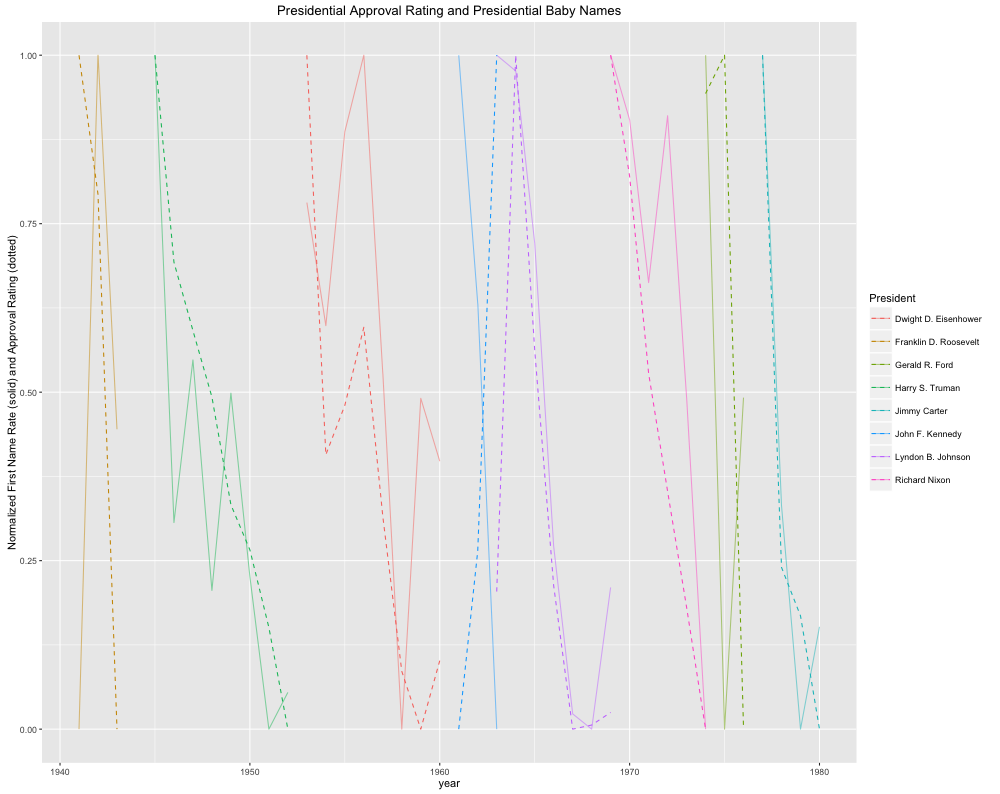 Presidential Approval Rating and Presidential Baby Names
Normalized First Name Rate (solid) and Approval Rating (dotted)
1.00
0.75
0.50
0.25
0.00
1940
1950
1960
1970
1980
year
President
Dwight D. Eisenhower
Franklin D. Roosevelt
Gerald R. Ford
Harry S. Truman
Jimmy Carter
John F. Kennedy
Lyndon B. Johnson
Richard Nixon